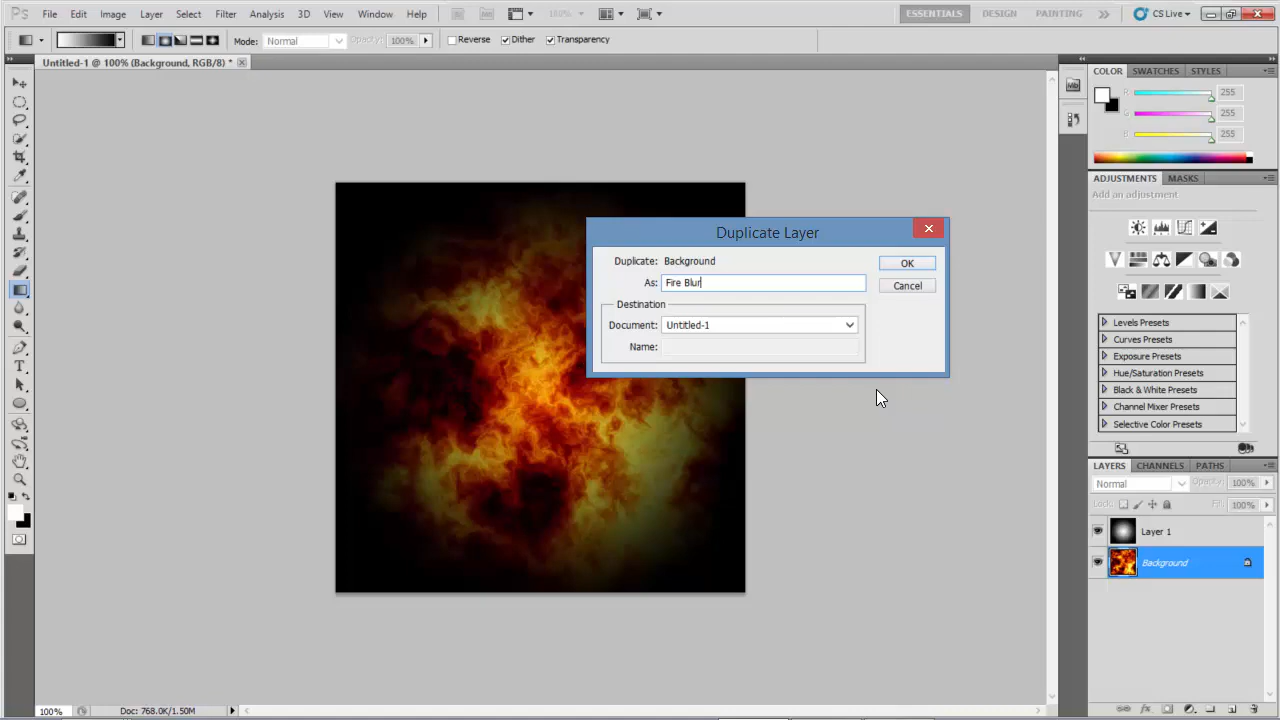 Ps File Edit Image Layer Select Filter Analysis 3D View Window Help 100% ESSENTIALS DESIGN PAINTING CS Live
Mode: Normal Opacity: 100% Reverse Dither Transparency
Untitled-1 @ 100% (Background, RGB/8) *
COLOR SWATCHES STYLES
Mb
R 255
G 255
B 255
ADJUSTMENTS MASKS
Add an adjustment
Duplicate Layer
Duplicate: Background
OK
As: Fire Blur
Cancel
Destination
Document: Untitled-1
Name:
Levels Presets
Curves Presets
Exposure Presets
Hue/Saturation Presets
Black & White Presets
Channel Mixer Presets
Selective Color Presets
LAYERS CHANNELS PATHS
Normal Opacity: 100%
Lock: Fill: 100%
Layer 1
Background
100% Doc: 768.0K/1.50M